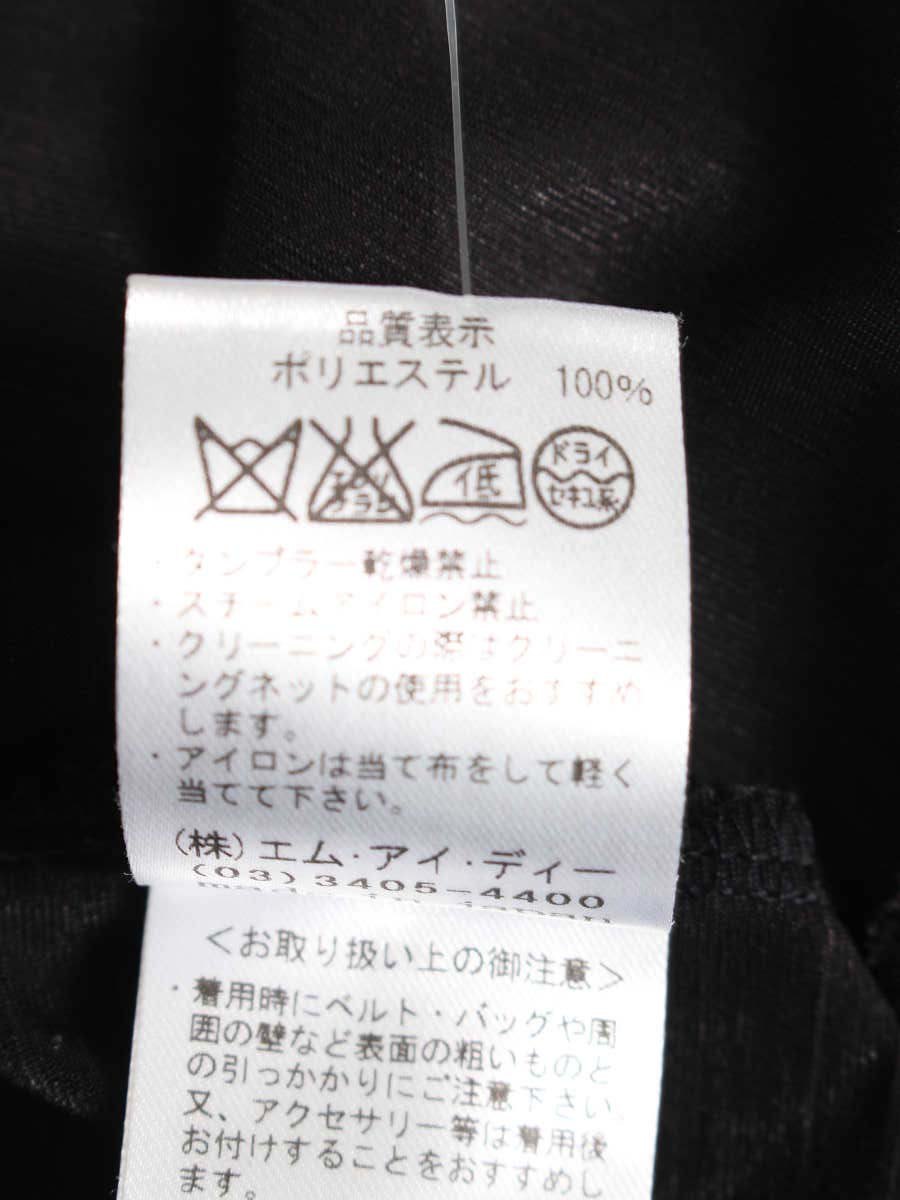 品質表示
ポリエステル 100%
エンソサラシ
低
ドライ
セキユ系
・タンブラー乾燥禁止
・スチームアイロン禁止
・クリーニングの際はクリーニ
ングネットの使用をおすすめ
します。
・アイロンは当て布をして軽く
当てて下さい。
(株)エム・アイ・ディー
(03) 3405-4400
made in japan
<お取り扱い上の御注意>
・着用時にベルト・バッグや周
囲の壁など表面の粗いものと
の引っかかりにご注意下さい。
又、アクセサリー等は着用後
お付けすることをおすすめし
ます。